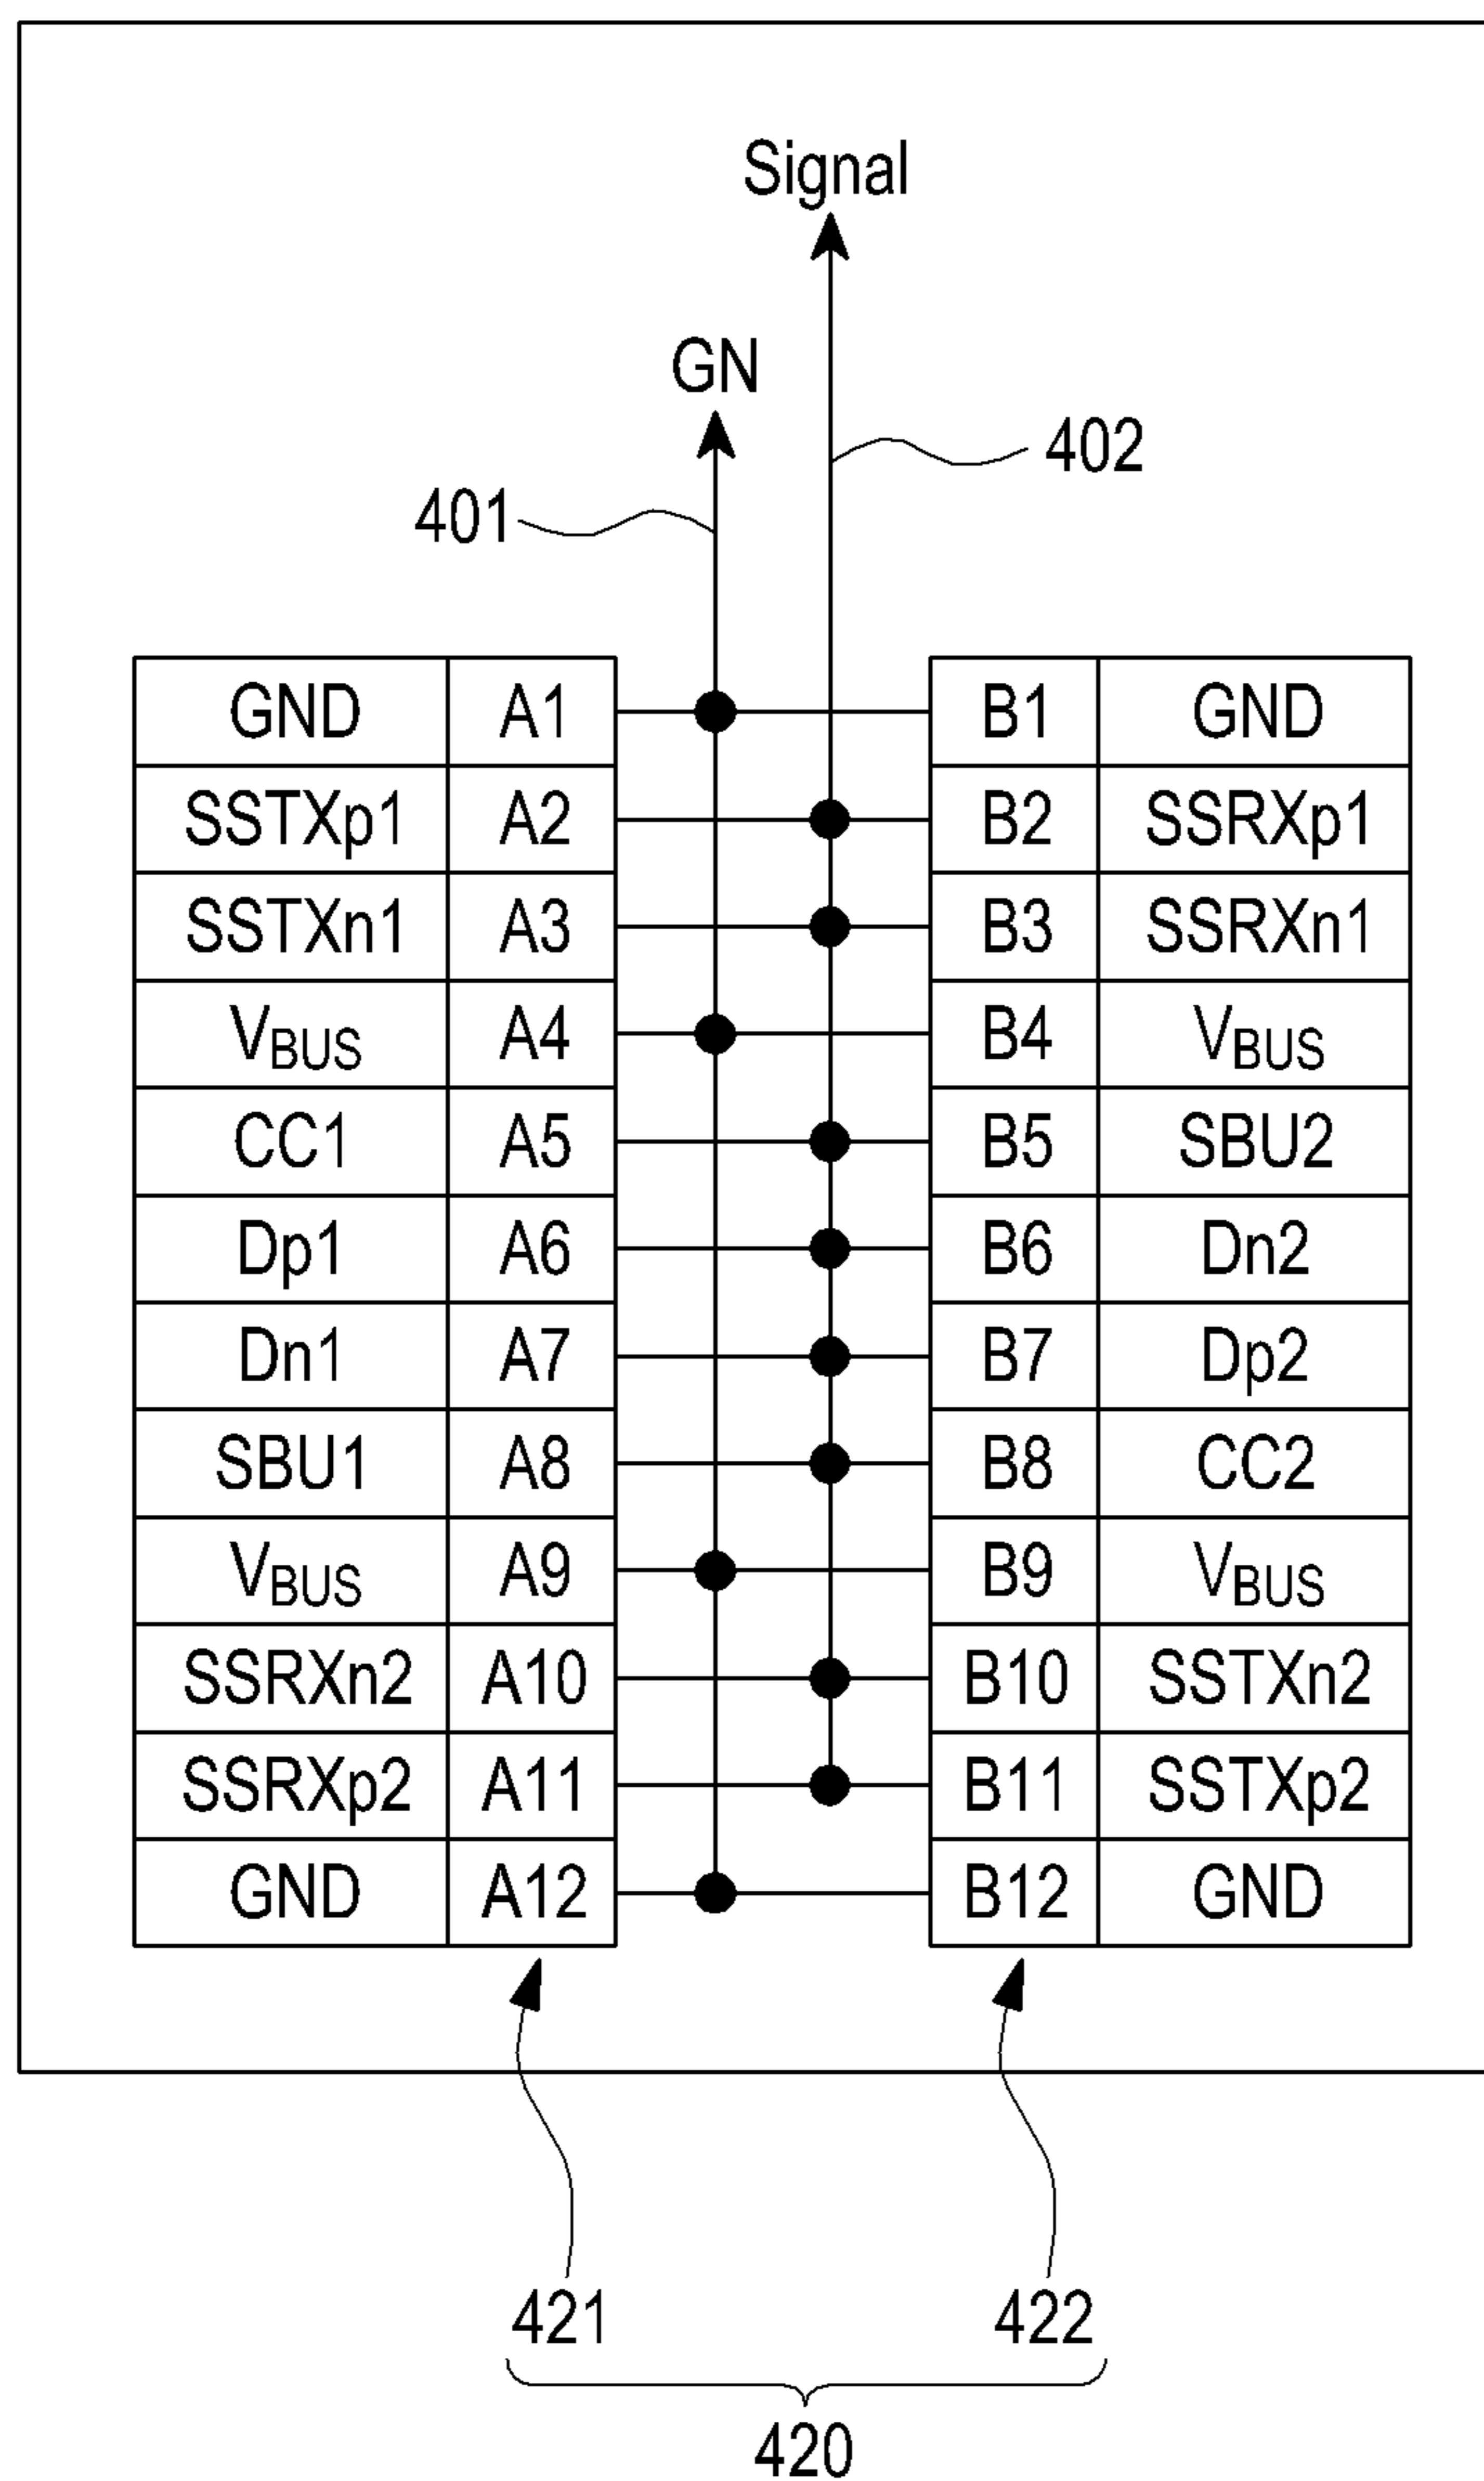 Signal
GN
402
401
GND A1 B1 GND
SSTXp1 A2 B2 SSRXp1
SSTXn1 A3 B3 SSRXn1
VBUS A4 B4 VBUS
CC1 A5 B5 SBU2
Dp1 A6 B6 Dn2
Dn1 A7 B7 Dp2
SBU1 A8 B8 CC2
VBUS A9 B9 VBUS
SSRXn2 A10 B10 SSTXn2
SSRXp2 A11 B11 SSTXp2
GND A12 B12 GND
421 422
420